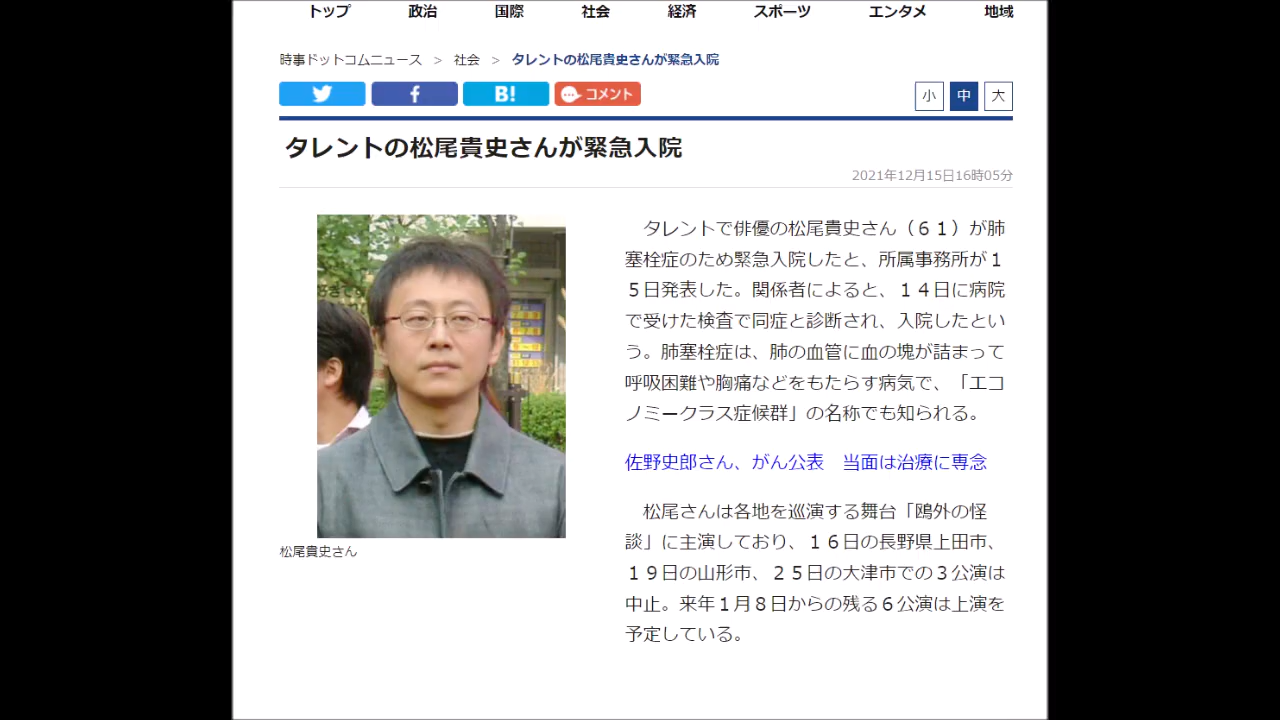 トップ 政治 国際 社会 経済 スポーツ エンタメ 地域
時事ドットコムニュース > 社会 > タレントの松尾貴史さんが緊急入院
B! コメント 小 中 大
タレントの松尾貴史さんが緊急入院
2021年12月15日16時05分
タレントで俳優の松尾貴史さん（６１）が肺
塞栓症のため緊急入院したと、所属事務所が１
５日発表した。関係者によると、１４日に病院
で受けた検査で同症と診断され、入院したとい
う。肺塞栓症は、肺の血管に血の塊が詰まって
呼吸困難や胸痛などをもたらす病気で、「エコ
ノミークラス症候群」の名称でも知られる。
佐野史郎さん、がん公表　当面は治療に専念
松尾さんは各地を巡演する舞台「鴎外の怪
談」に主演しており、１６日の長野県上田市、
１９日の山形市、２５日の大津市での３公演は
中止。来年１月８日からの残る６公演は上演を
予定している。
松尾貴史さん